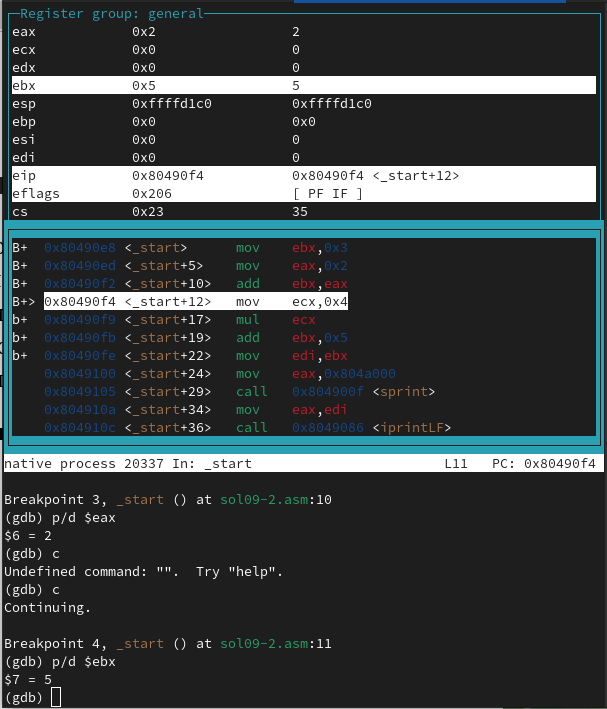 Register group: general
eax 0x2 2
ecx 0x0 0
edx 0x0 0
ebx 0x5 5
esp 0xffffd1c0 0xffffd1c0
ebp 0x0 0x0
esi 0x0 0
edi 0x0 0
eip 0x80490f4 0x80490f4 <_start+12>
eflags 0x206 [ PF IF ]
cs 0x23 35
B+ 0x80490e8 <_start> mov ebx,0x3
B+ 0x80490ed <_start+5> mov eax,0x2
B+ 0x80490f2 <_start+10> add ebx,eax
B+> 0x80490f4 <_start+12> mov ecx,0x4
b+ 0x80490f9 <_start+17> mul ecx
b+ 0x80490fb <_start+19> add ebx,0x5
b+ 0x80490fe <_start+22> mov edi,ebx
0x8049100 <_start+24> mov eax,0x804a000
0x8049105 <_start+29> call 0x804900f <sprint>
0x804910a <_start+34> mov eax,edi
0x804910c <_start+36> call 0x8049086 <iprintLF>
native process 20337 In: _start L11 PC: 0x80490f4
Breakpoint 3, _start () at sol09-2.asm:10
(gdb) p/d $eax
$6 = 2
(gdb) с
Undefined command: "". Try "help".
(gdb) c
Continuing.
Breakpoint 4, _start () at sol09-2.asm:11
(gdb) p/d $ebx
$7 = 5
(gdb)